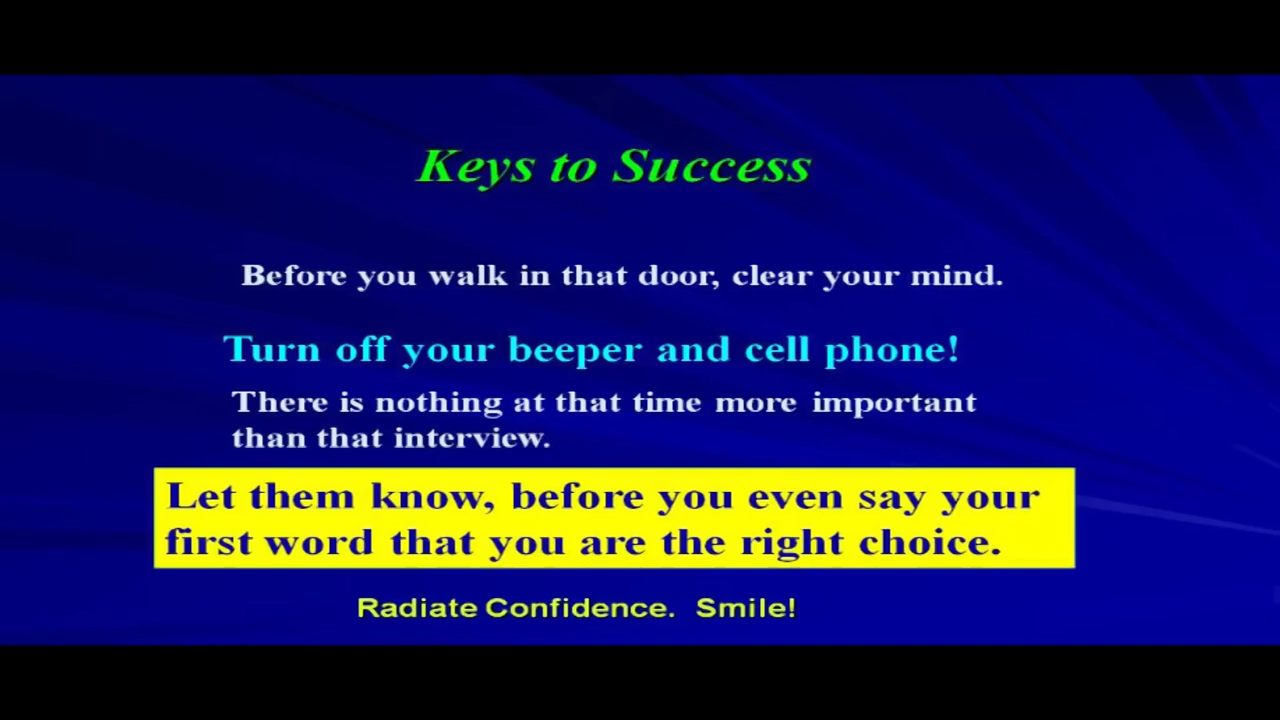 Keys to Success
Before you walk in that door, clear your mind.
Turn off your beeper and cell phone!
There is nothing at that time more important
than that interview.
Let them know, before you even say your
first word that you are the right choice.
Radiate Confidence. Smile!